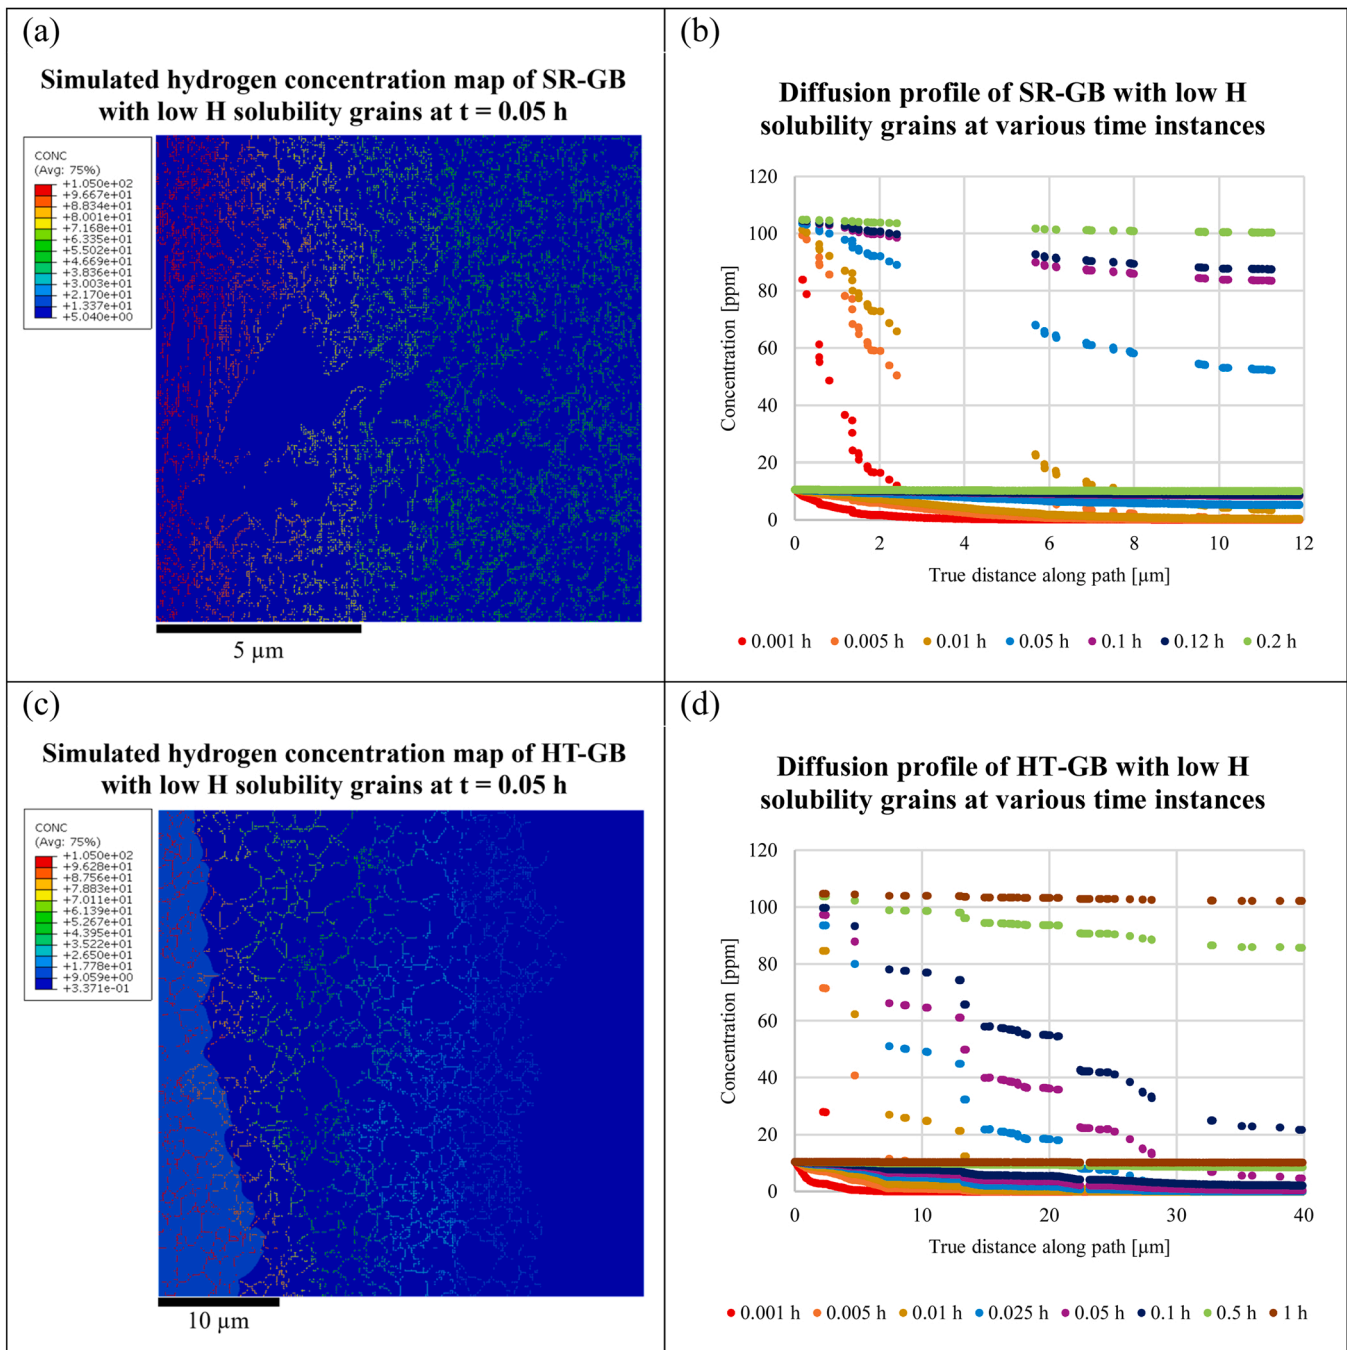 (a)
Simulated hydrogen concentration map of SR-GB
with low H solubility grains at t = 0.05 h
CONC
(Avg: 75%)
+1.050e+02
+9.667e+01
+8.834e+01
+8.001e+01
+7.168e+01
+6.335e+01
+5.502e+01
+4.669e+01
+3.836e+01
+3.003e+01
+2.170e+01
+1.337e+01
+5.040e+00
5 µm
(b)
Diffusion profile of SR-GB with low H
solubility grains at various time instances
Concentration [ppm]
120
100
80
60
40
20
0
0 2 4 6 8 10 12
True distance along path [µm]
0.001 h 0.005 h 0.01 h 0.05 h 0.1 h 0.12 h 0.2 h
(c)
Simulated hydrogen concentration map of HT-GB
with low H solubility grains at t = 0.05 h
CONC
(Avg: 75%)
+1.050e+02
+9.628e+01
+8.756e+01
+7.883e+01
+7.011e+01
+6.139e+01
+5.267e+01
+4.395e+01
+3.522e+01
+2.650e+01
+1.778e+01
+9.059e+00
+3.371e-01
10 µm
(d)
Diffusion profile of HT-GB with low H
solubility grains at various time instances
Concentration [ppm]
120
100
80
60
40
20
0
0 10 20 30 40
True distance along path [µm]
0.001 h 0.005 h 0.01 h 0.025 h 0.05 h 0.1 h 0.5 h 1 h